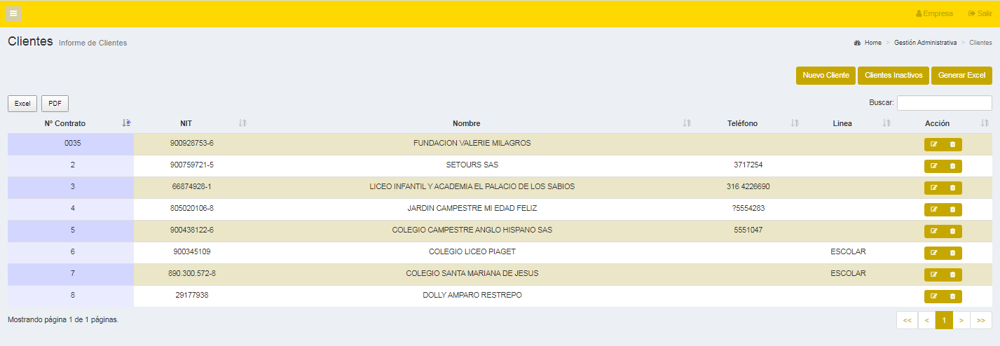 Empresa Salir
Clientes Informe de Clientes
Home > Gestión Administrativa > Clientes
Nuevo Cliente Clientes Inactivos Generar Excel
Excel PDF Buscar:
Nº Contrato NIT Nombre Teléfono Linea Acción
0035 900928753-6 FUNDACION VALERIE MILAGROS
2 900759721-5 SETOURS SAS 3717254
3 66874928-1 LICEO INFANTIL Y ACADEMIA EL PALACIO DE LOS SABIOS 316 4226690
4 805020106-8 JARDIN CAMPESTRE MI EDAD FELIZ ?5554283
5 900438122-6 COLEGIO CAMPESTRE ANGLO HISPANO SAS 5551047
6 900345109 COLEGIO LICEO PIAGET ESCOLAR
7 890.300.572-8 COLEGIO SANTA MARIANA DE JESUS ESCOLAR
8 29177938 DOLLY AMPARO RESTREPO
Mostrando página 1 de 1 páginas. << < 1 > >>